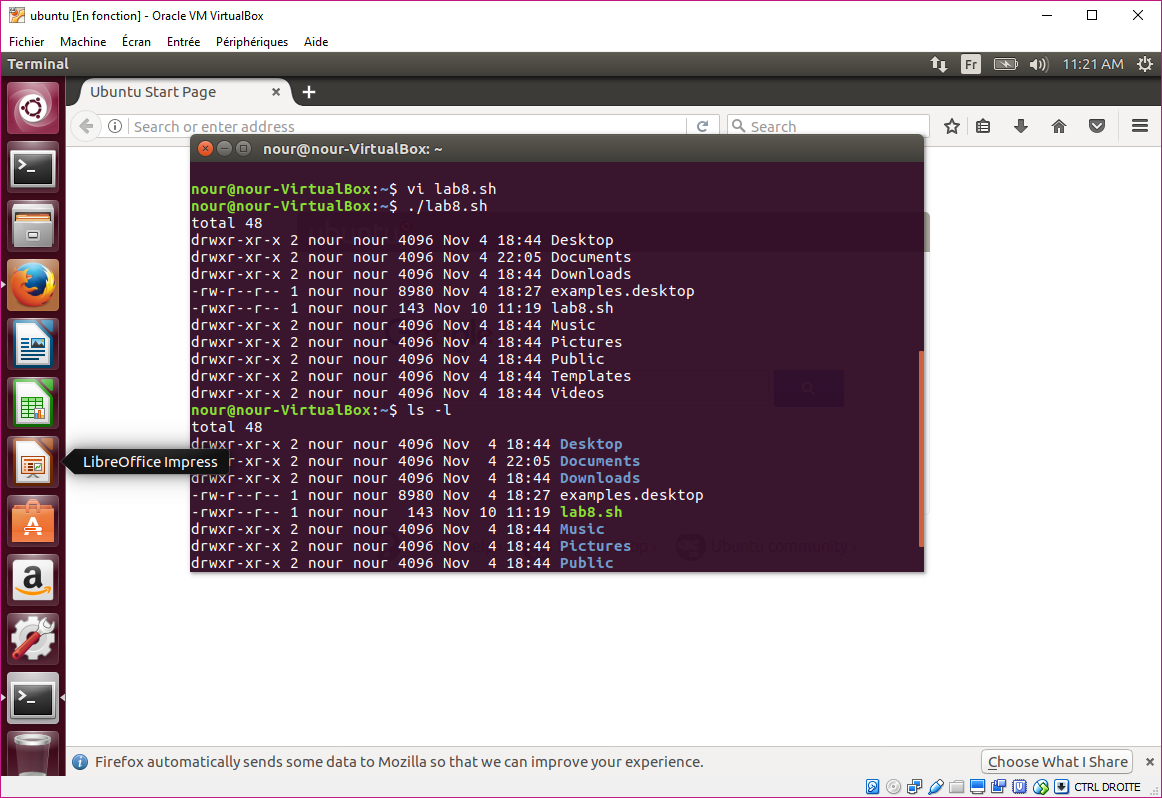 ubuntu [En fonction] - Oracle VM VirtualBox
Fichier Machine Écran Entrée Périphériques Aide
Terminal Fr 11:21 AM
Ubuntu Start Page
Search or enter address Search
nour@nour-VirtualBox: ~
nour@nour-VirtualBox:~$ vi lab8.sh
nour@nour-VirtualBox:~$ ./lab8.sh
total 48
drwxr-xr-x 2 nour nour 4096 Nov 4 18:44 Desktop
drwxr-xr-x 2 nour nour 4096 Nov 4 22:05 Documents
drwxr-xr-x 2 nour nour 4096 Nov 4 18:44 Downloads
-rw-r--r-- 1 nour nour 8980 Nov 4 18:27 examples.desktop
-rwxr--r-- 1 nour nour 143 Nov 10 11:19 lab8.sh
drwxr-xr-x 2 nour nour 4096 Nov 4 18:44 Music
drwxr-xr-x 2 nour nour 4096 Nov 4 18:44 Pictures
drwxr-xr-x 2 nour nour 4096 Nov 4 18:44 Public
drwxr-xr-x 2 nour nour 4096 Nov 4 18:44 Templates
drwxr-xr-x 2 nour nour 4096 Nov 4 18:44 Videos
nour@nour-VirtualBox:~$ ls -l
total 48
drwxr-xr-x 2 nour nour 4096 Nov  4 18:44 Desktop
LibreOffice Impress r-xr-x 2 nour nour 4096 Nov  4 22:05 Documents
drwxr-xr-x 2 nour nour 4096 Nov  4 18:44 Downloads
-rw-r--r-- 1 nour nour 8980 Nov  4 18:27 examples.desktop
-rwxr--r-- 1 nour nour  143 Nov 10 11:19 lab8.sh
drwxr-xr-x 2 nour nour 4096 Nov  4 18:44 Music
drwxr-xr-x 2 nour nour 4096 Nov  4 18:44 Pictures
Ubuntu community
drwxr-xr-x 2 nour nour 4096 Nov  4 18:44 Public
Firefox automatically sends some data to Mozilla so that we can improve your experience. Choose What I Share
CTRL DROITE